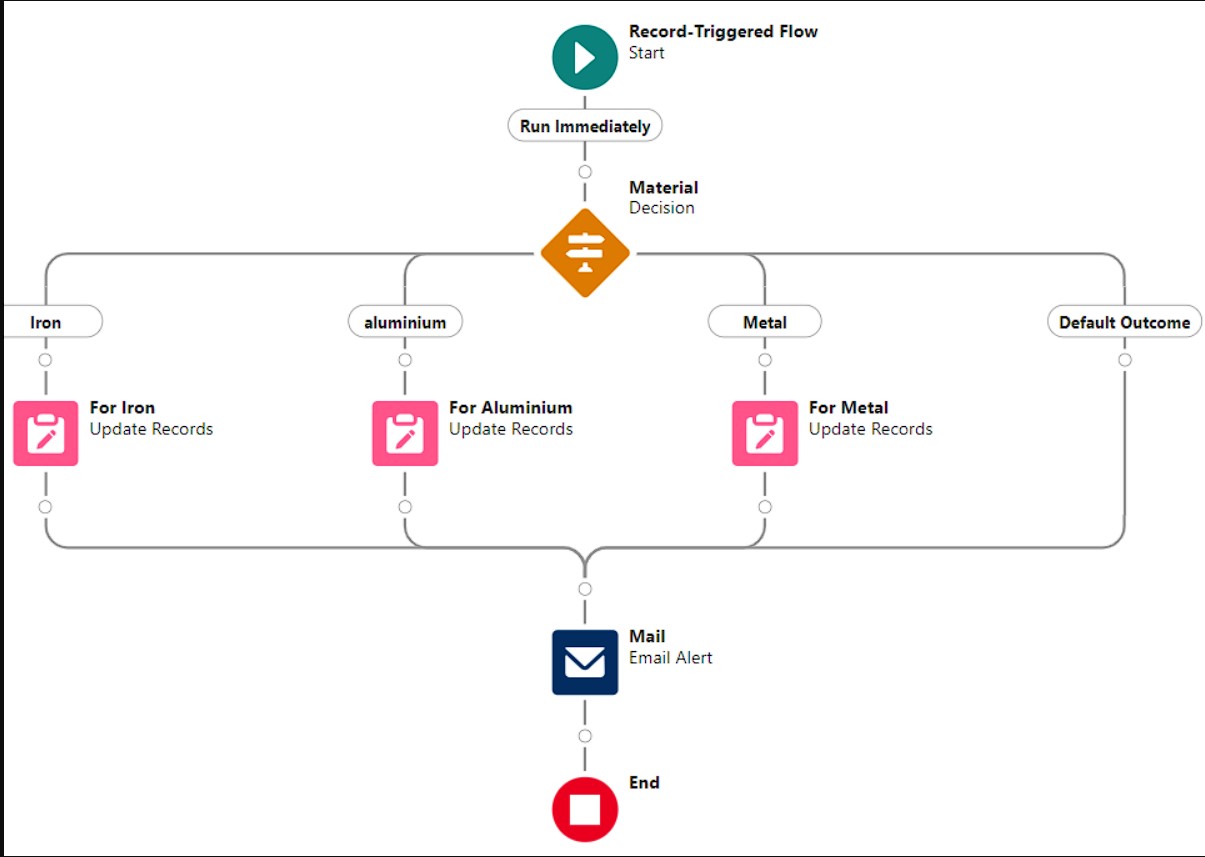 Record-Triggered Flow
Start
Run Immediately
Material
Decision
Iron
aluminium
Metal
Default Outcome
For Iron
Update Records
For Aluminium
Update Records
For Metal
Update Records
Mail
Email Alert
End